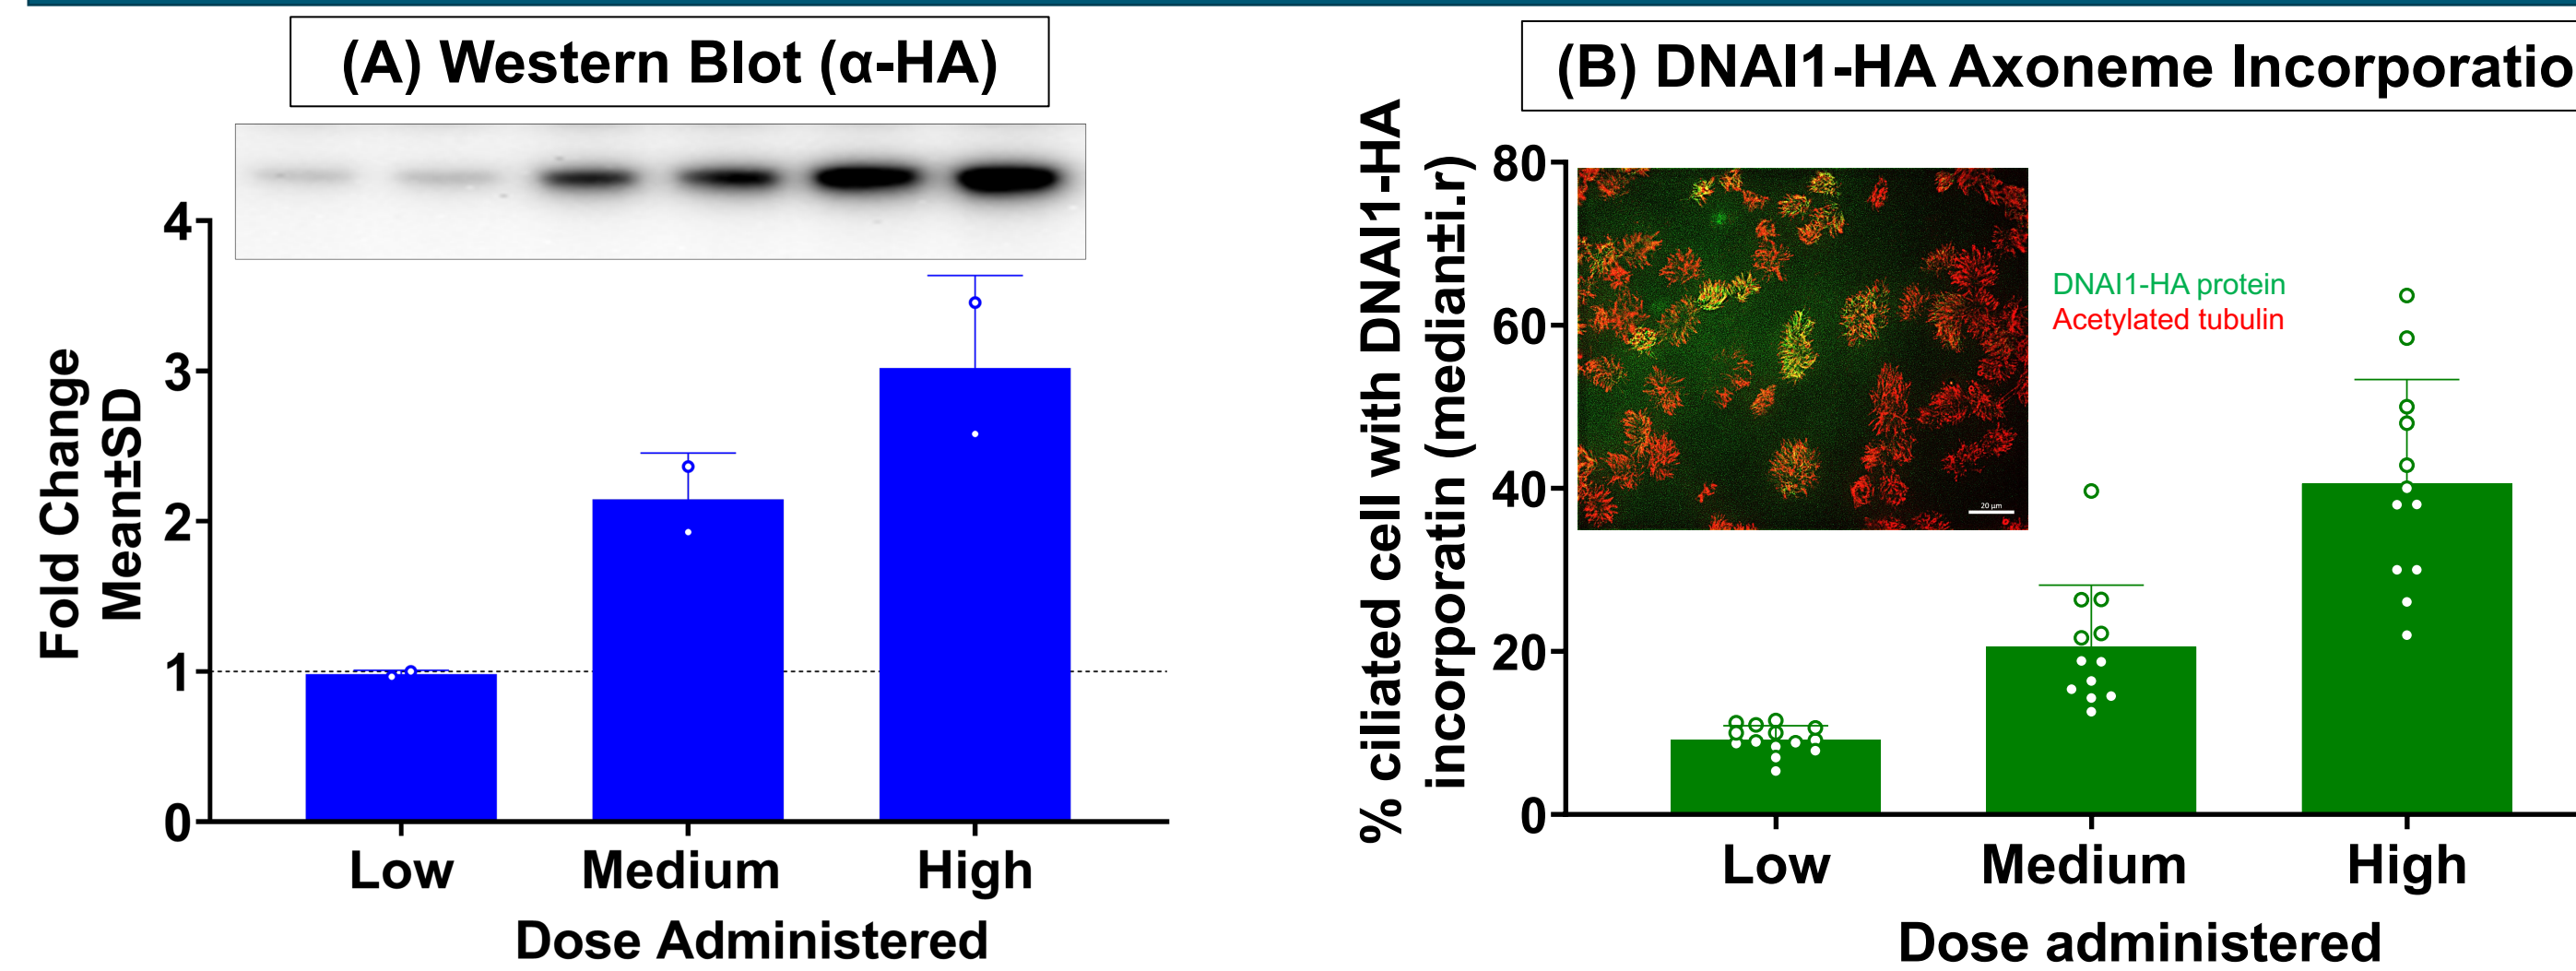 (A) Western Blot (α-HA)
4
3
2
1
0
Fold Change
Mean±SD
Low Medium High
Dose Administered
(B) DNAI1-HA Axoneme Incorporatio
% ciliated cell with DNAI1-HA
incorporatin (median±i.r)
80
60
40
20
0
DNAI1-HA protein
Acetylated tubulin
20 µm
Low Medium High
Dose administered